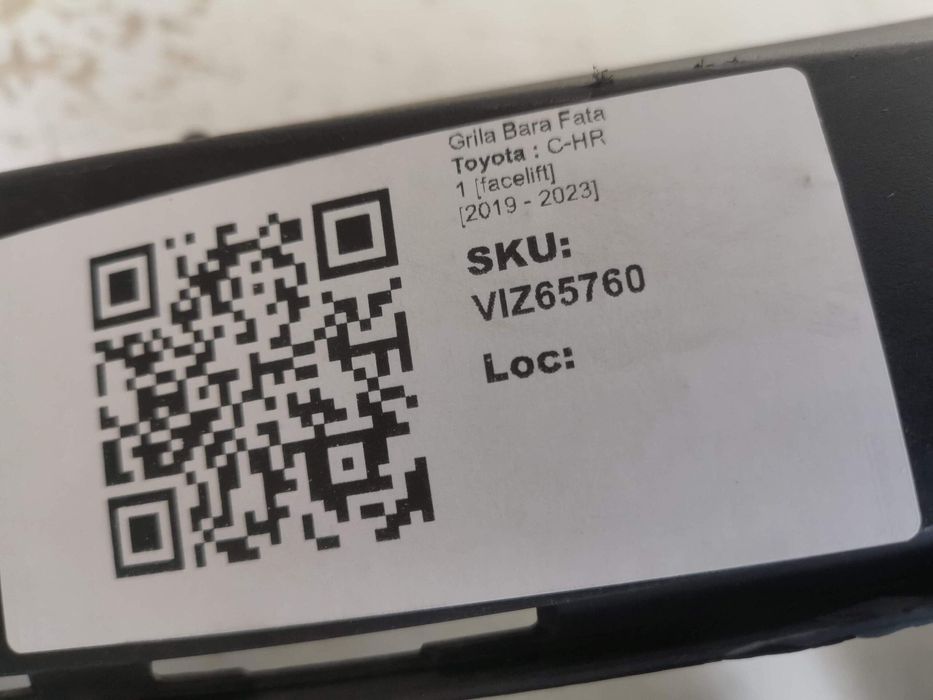 Grila Bara Fata
Toyota : C-HR
1 [facelift]
[2019 - 2023]
SKU:
VIZ65760
Loc: